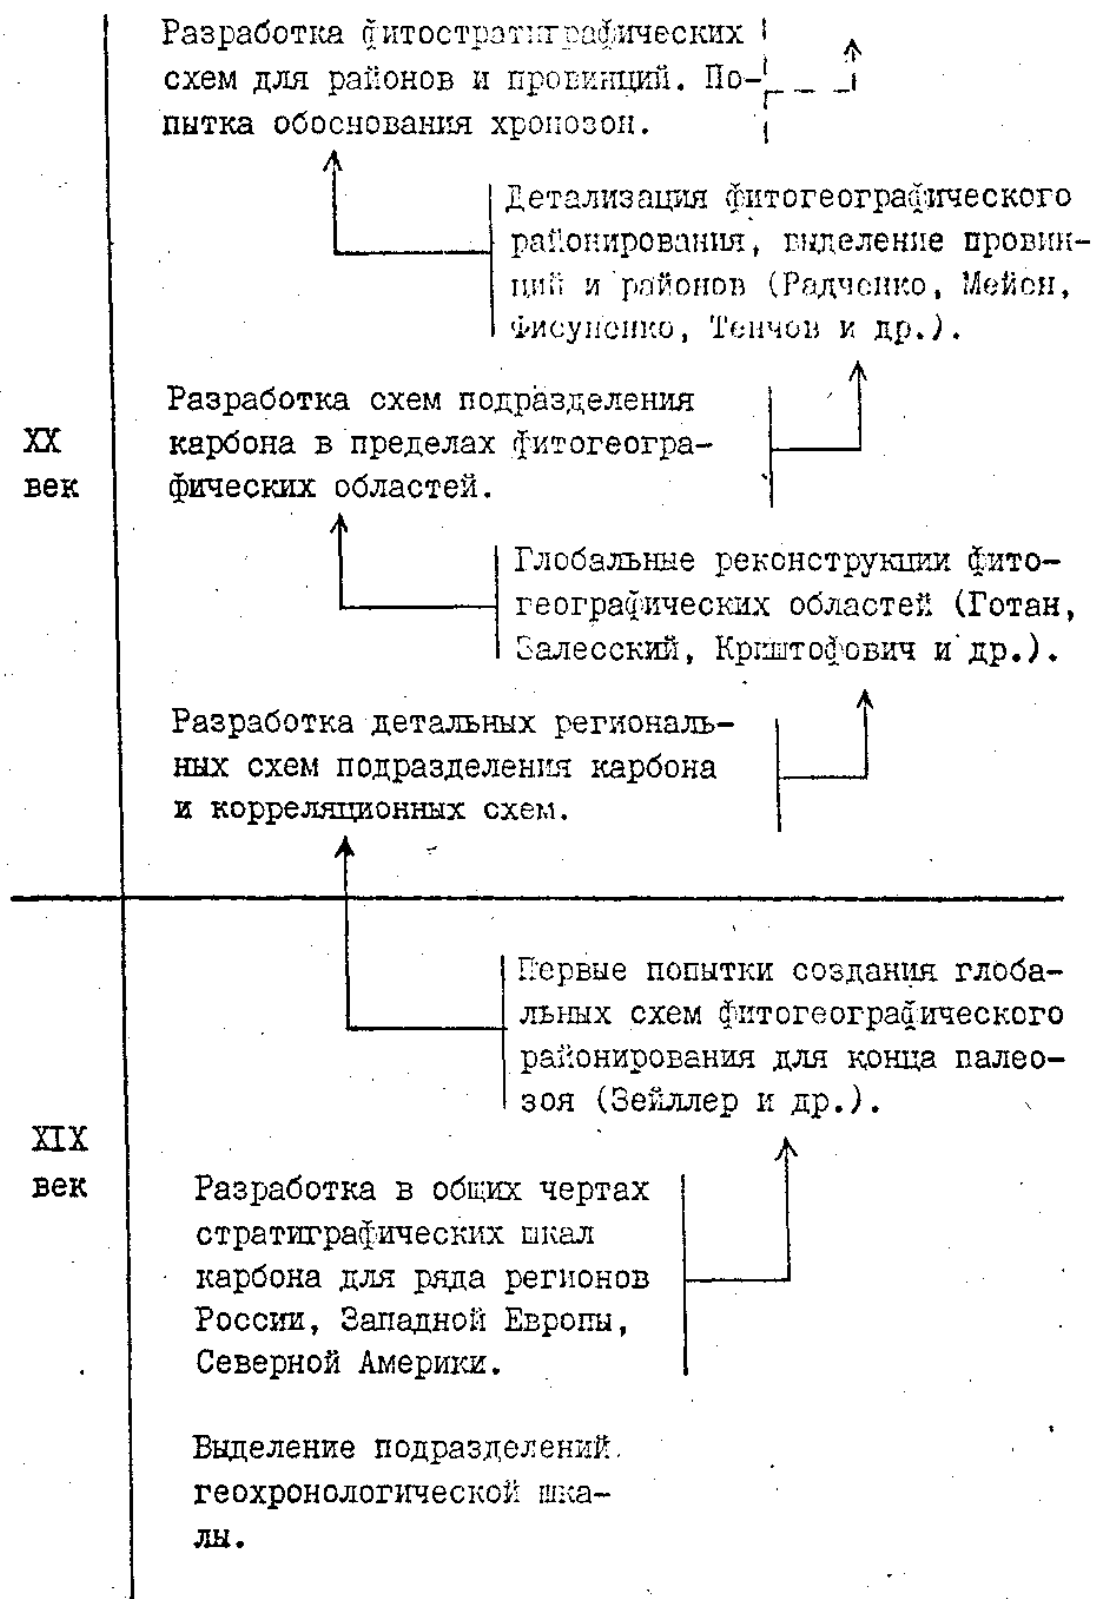 Разработка фитостратиграфических
схем для районов и провинций. По-
пытка обоснования хронозон.
Детализация фитогеографического
районирования, выделение провин-
ций и районов (Радченко, Мейен,
Фисуненко, Тенчов и др.).
Разработка схем подразделения
карбона в пределах фитогеогра-
фических областей.
XX
век
Глобальные реконструкции фито-
географических областей (Готан,
Залесский, Криштофович и др.).
Разработка детальных региональ-
ных схем подразделения карбона
и корреляционных схем.
Первые попытки создания глоба-
льных схем фитогеографического
районирования для конца палео-
зоя (Зейллер и др.).
XIX
век
Разработка в общих чертах
стратиграфических шкал
карбона для ряда регионов
России, Западной Европы,
Северной Америки.
Выделение подразделений
геохронологической шка-
лы.